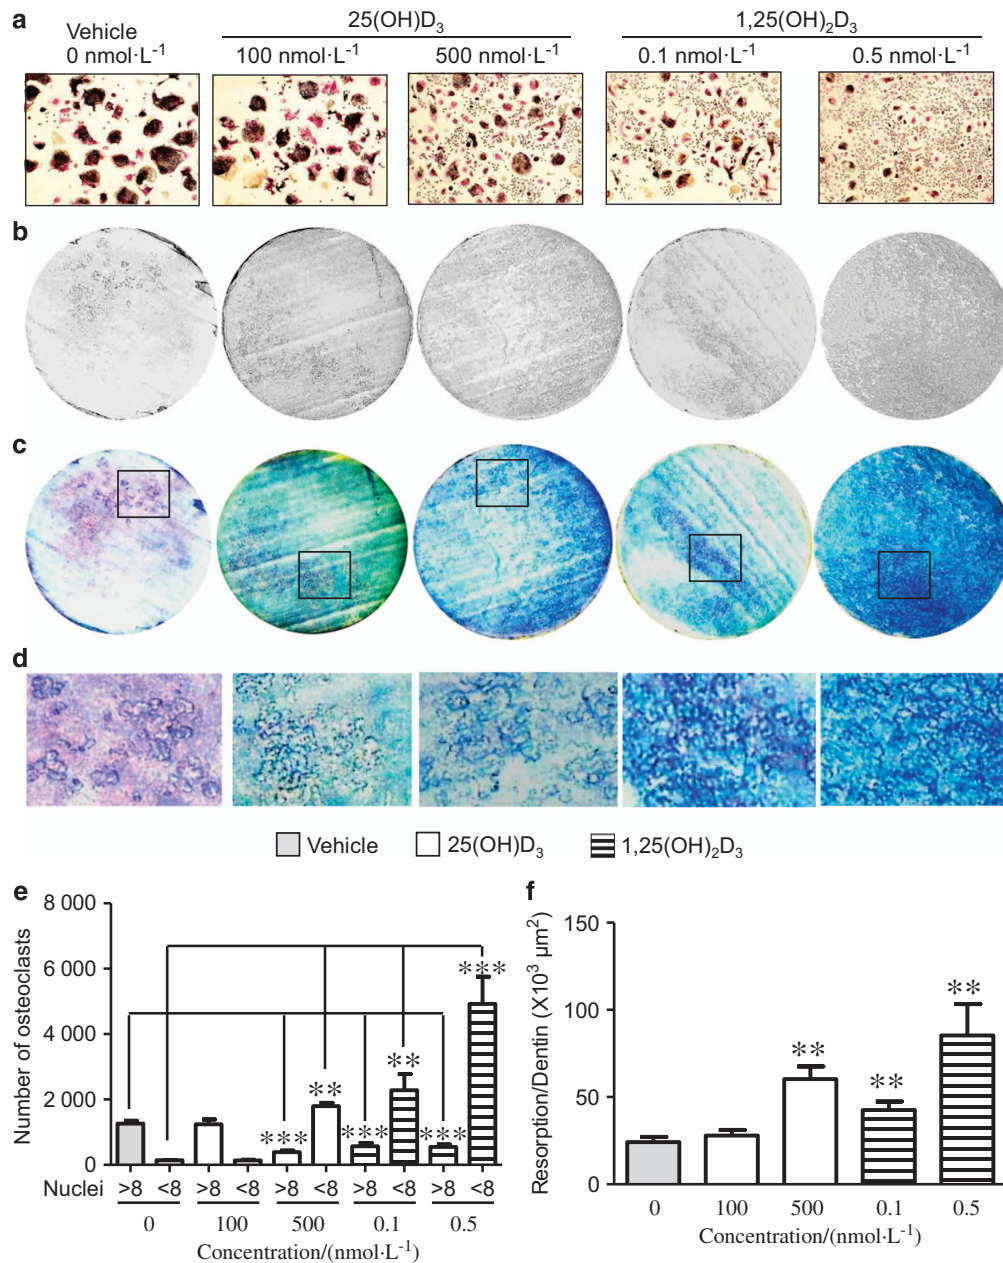 a
Vehicle
0 nmol·L⁻¹
25(OH)D₃
100 nmol·L⁻¹ 500 nmol·L⁻¹
1,25(OH)₂D₃
0.1 nmol·L⁻¹ 0.5 nmol·L⁻¹
b
c
d
Vehicle 25(OH)D₃ 1,25(OH)₂D₃
e
Number of osteoclasts
8 000
6 000
4 000
2 000
0
*** ** *** ** *** ***
Nuclei >8 <8 >8 <8 >8 <8 >8 <8 >8 <8
0 100 500 0.1 0.5
Concentration/(nmol·L⁻¹)
f
Resorption/Dentin (X10³ µm²)
150
100
50
0
** ** **
0 100 500 0.1 0.5
Concentration/(nmol·L⁻¹)